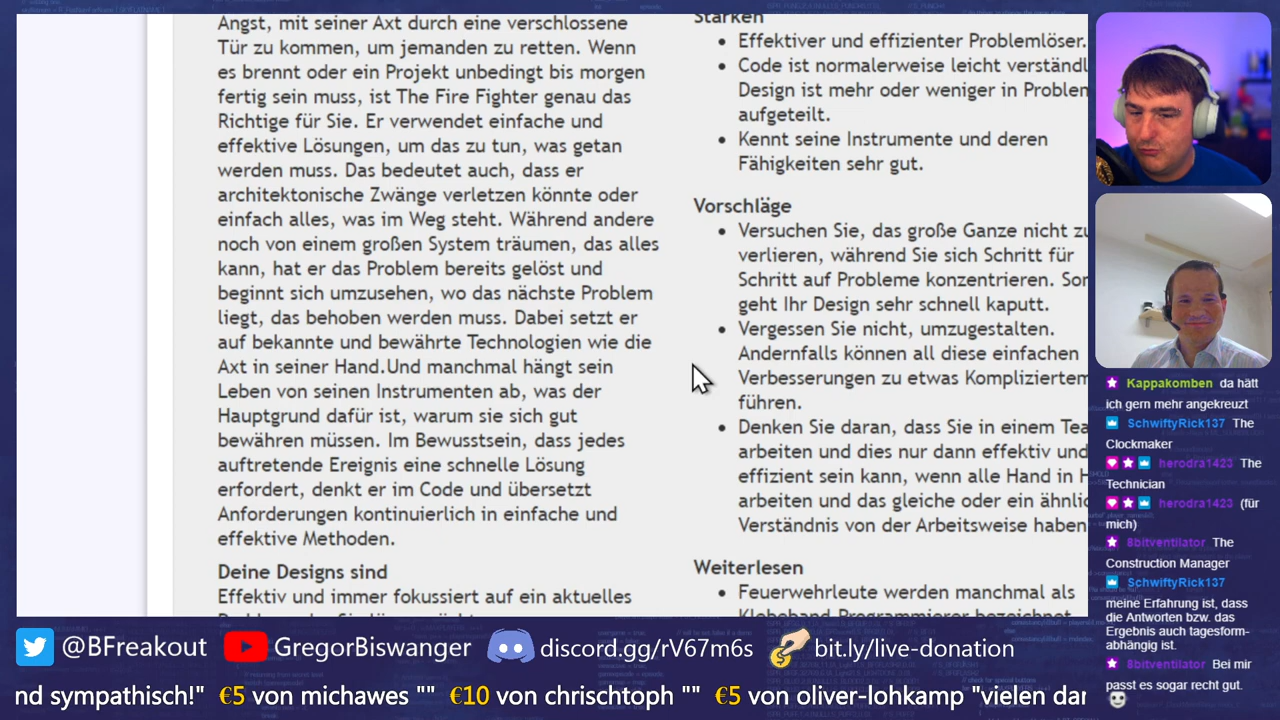 Angst, mit seiner Axt durch eine verschlossene
Tür zu kommen, um jemanden zu retten. Wenn
es brennt oder ein Projekt unbedingt bis morgen
fertig sein muss, ist The Fire Fighter genau das
Richtige für Sie. Er verwendet einfache und
effektive Lösungen, um das zu tun, was getan
werden muss. Das bedeutet auch, dass er
architektonische Zwänge verletzen könnte oder
einfach alles, was im Weg steht. Während andere
noch von einem großen System träumen, das alles
kann, hat er das Problem bereits gelöst und
beginnt sich umzusehen, wo das nächste Problem
liegt, das behoben werden muss. Dabei setzt er
auf bekannte und bewährte Technologien wie die
Axt in seiner Hand.Und manchmal hängt sein
Leben von seinen Instrumenten ab, was der
Hauptgrund dafür ist, warum sie sich gut
bewähren müssen. Im Bewusstsein, dass jedes
auftretende Ereignis eine schnelle Lösung
erfordert, denkt er im Code und übersetzt
Anforderungen kontinuierlich in einfache und
effektive Methoden.
Deine Designs sind
Effektiv und immer fokussiert auf ein aktuelles
Stärken
Effektiver und effizienter Problemlöser.
Code ist normalerweise leicht verständl
Design ist mehr oder weniger in Problem
aufgeteilt.
Kennt seine Instrumente und deren
Fähigkeiten sehr gut.
Vorschläge
Versuchen Sie, das große Ganze nicht zu
verlieren, während Sie sich Schritt für
Schritt auf Probleme konzentrieren. Son
geht Ihr Design sehr schnell kaputt.
Vergessen Sie nicht, umzugestalten.
Andernfalls können all diese einfachen
Verbesserungen zu etwas Kompliziertem
führen.
Denken Sie daran, dass Sie in einem Tea
arbeiten und dies nur dann effektiv und
effizient sein kann, wenn alle Hand in H
arbeiten und das gleiche oder ein ähnlic
Verständnis von der Arbeitsweise haben
Weiterlesen
Feuerwehrleute werden manchmal als
Klebeband-Programmierer bezeichnet
Kappakomben da hätt
ich gern mehr angekreuzt
SchwiftyRick137 The
Clockmaker
herodra1423 The
Technician
herodra1423 (für
mich)
8bitventilator The
Construction Manager
SchwiftyRick137
meine Erfahrung ist, dass
die Antworten bzw. das
Ergebnis auch tagesform-
abhängig ist.
8bitventilator Bei mir
passt es sogar recht gut.
@BFreakout GregorBiswanger discord.gg/rV67m6s bit.ly/live-donation
nd sympathisch!" €5 von michawes "" €10 von chrischtoph "" €5 von oliver-lohkamp "vielen dan